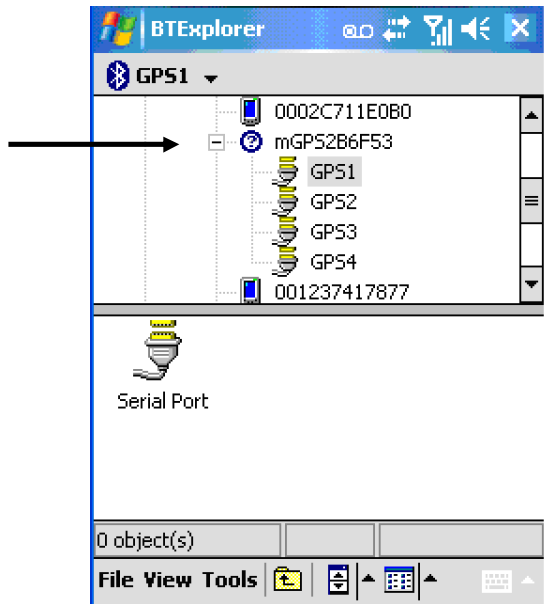 BTExplorer
GPS1
0002C711E0B0
mGPS2B6F53
GPS1
GPS2
GPS3
GPS4
001237417877
Serial Port
0 object(s)
File View Tools